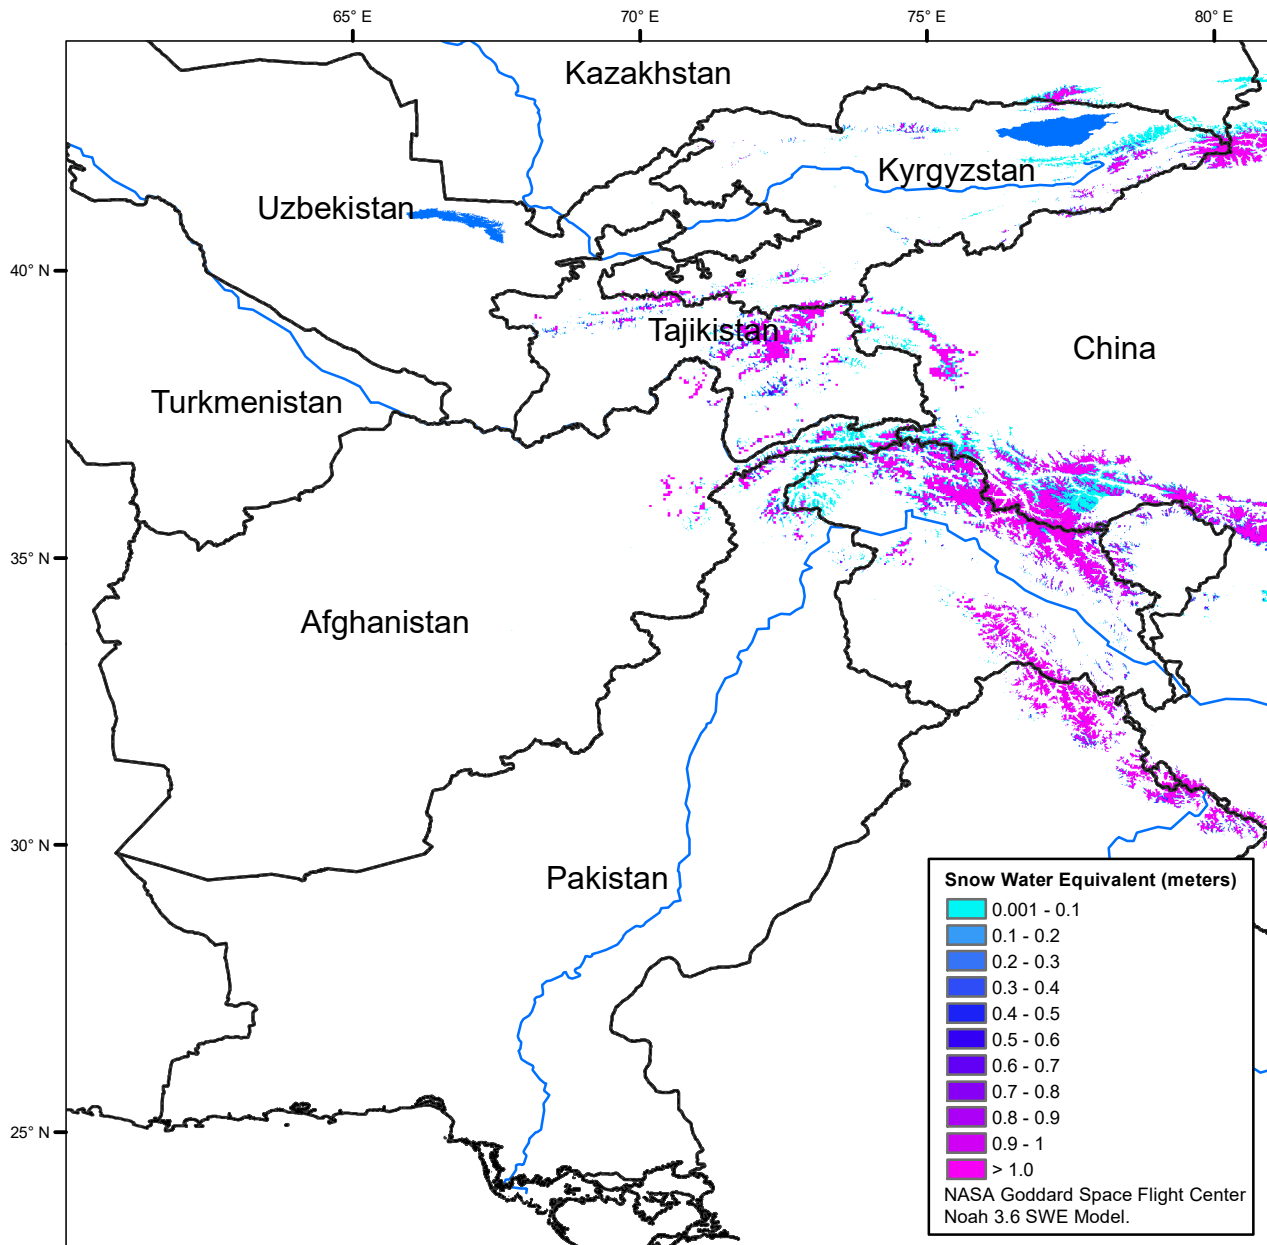 65° E
70° E
75° E
80° E
Kazakhstan
Kyrgyzstan
Uzbekistan
40° N
Tajikistan
China
Turkmenistan
35° N
Afghanistan
30° N
Pakistan
25° N
Snow Water Equivalent (meters)
0.001 - 0.1
0.1 - 0.2
0.2 - 0.3
0.3 - 0.4
0.4 - 0.5
0.5 - 0.6
0.6 - 0.7
0.7 - 0.8
0.8 - 0.9
0.9 - 1
> 1.0
NASA Goddard Space Flight Center
Noah 3.6 SWE Model.